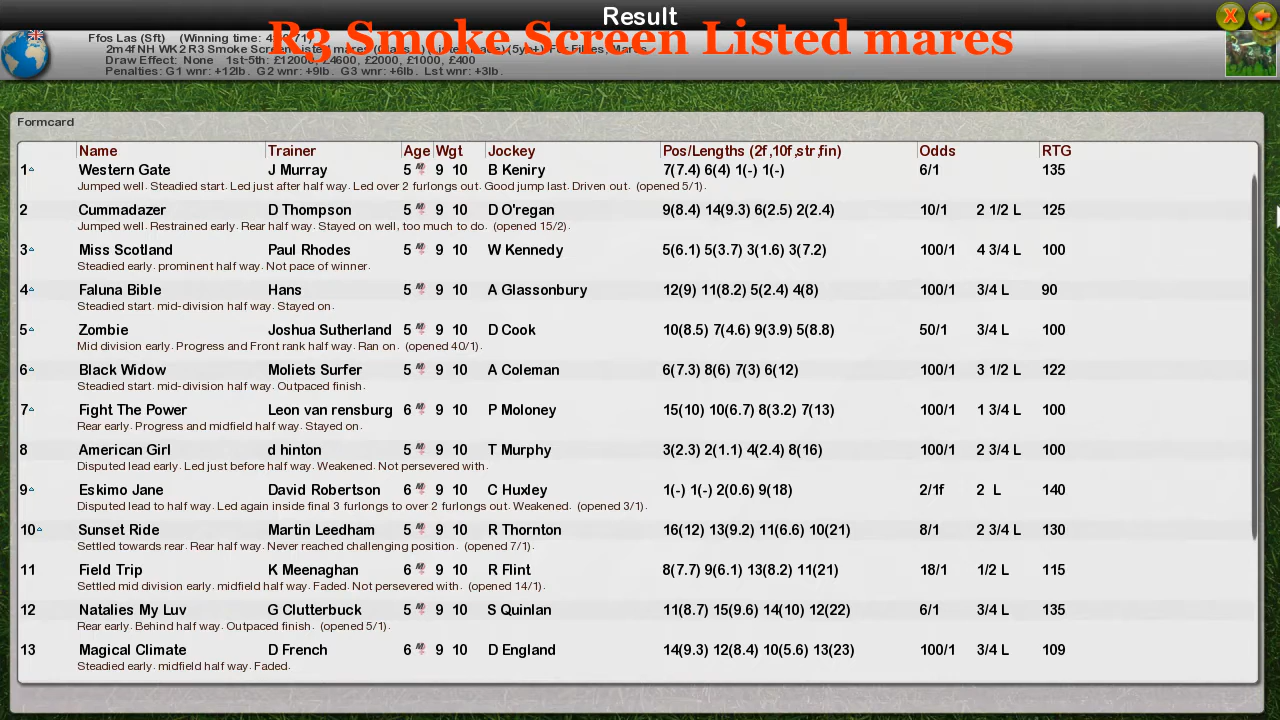 Result
R3 Smoke Screen Listed mares
Ffos Las (Sft) (Winning time:
2m4f NH WK2 R3 Smoke
Draw Effect: None 1st-5th: £12000, £4600, £2000, £1000, £400
Penalties: G1 wnr: +12lb. G2 wnr: +9lb. G3 wnr: +6lb. Lst wnr: +3lb.
Formcard
Name Trainer Age Wgt Jockey Pos/Lengths (2f,10f,str,fin) Odds RTG
1 Western Gate J Murray 5 9 10 B Keniry 7(7.4) 6(4) 1(-) 1(-) 6/1 135
Jumped well. Steadied start. Led just after half way. Led over 2 furlongs out. Good jump last. Driven out. (opened 5/1).
2 Cummadazer D Thompson 5 9 10 D O'regan 9(8.4) 14(9.3) 6(2.5) 2(2.4) 10/1 2 1/2 L 125
Jumped well. Restrained early. Rear half way. Stayed on well, too much to do. (opened 15/2)
3 Miss Scotland Paul Rhodes 5 9 10 W Kennedy 5(6.1) 5(3.7) 3(1.6) 3(7.2) 100/1 4 3/4 L 100
Steadied early. prominent half way. Not pace of winner.
4 Faluna Bible Hans 5 9 10 A Glassonbury 12(9) 11(8.2) 5(2.4) 4(8) 100/1 3/4 L 90
Steadied start. mid-division half way. Stayed on.
5 Zombie Joshua Sutherland 5 9 10 D Cook 10(8.5) 7(4.6) 9(3.9) 5(8.8) 50/1 3/4 L 100
Mid division early. Progress and Front rank half way. Ran on. (opened 40/1).
6 Black Widow Moliets Surfer 5 9 10 A Coleman 6(7.3) 8(6) 7(3) 6(12) 100/1 3 1/2 L 122
Steadied start. mid-division half way. Outpaced finish.
7 Fight The Power Leon van rensburg 6 9 10 P Moloney 15(10) 10(6.7) 8(3.2) 7(13) 100/1 1 3/4 L 100
Rear early. Progress and midfield half way. Stayed on.
8 American Girl d hinton 5 9 10 T Murphy 3(2.3) 2(1.1) 4(2.4) 8(16) 100/1 2 3/4 L 100
Disputed lead early. Led just before half way. Weakened. Not persevered with.
9 Eskimo Jane David Robertson 6 9 10 C Huxley 1(-) 1(-) 2(0.6) 9(18) 2/1f 2 L 140
Disputed lead to half way. Led again inside final 3 furlongs to over 2 furlongs out. Weakened. (opened 3/1).
10 Sunset Ride Martin Leedham 5 9 10 R Thornton 16(12) 13(9.2) 11(6.6) 10(21) 8/1 2 3/4 L 130
Settled towards rear. Rear half way. Never reached challenging position. (opened 7/1).
11 Field Trip K Meenaghan 6 9 10 R Flint 8(7.7) 9(6.1) 13(8.2) 11(21) 18/1 1/2 L 115
Settled mid division early. midfield half way. Faded. Not persevered with. (opened 14/1).
12 Natalies My Luv G Clutterbuck 5 9 10 S Quinlan 11(8.7) 15(9.6) 14(10) 12(22) 6/1 3/4 L 135
Rear early. Behind half way. Outpaced finish. (opened 5/1).
13 Magical Climate D French 6 9 10 D England 14(9.3) 12(8.4) 10(5.6) 13(23) 100/1 3/4 L 109
Steadied early. midfield half way. Faded.